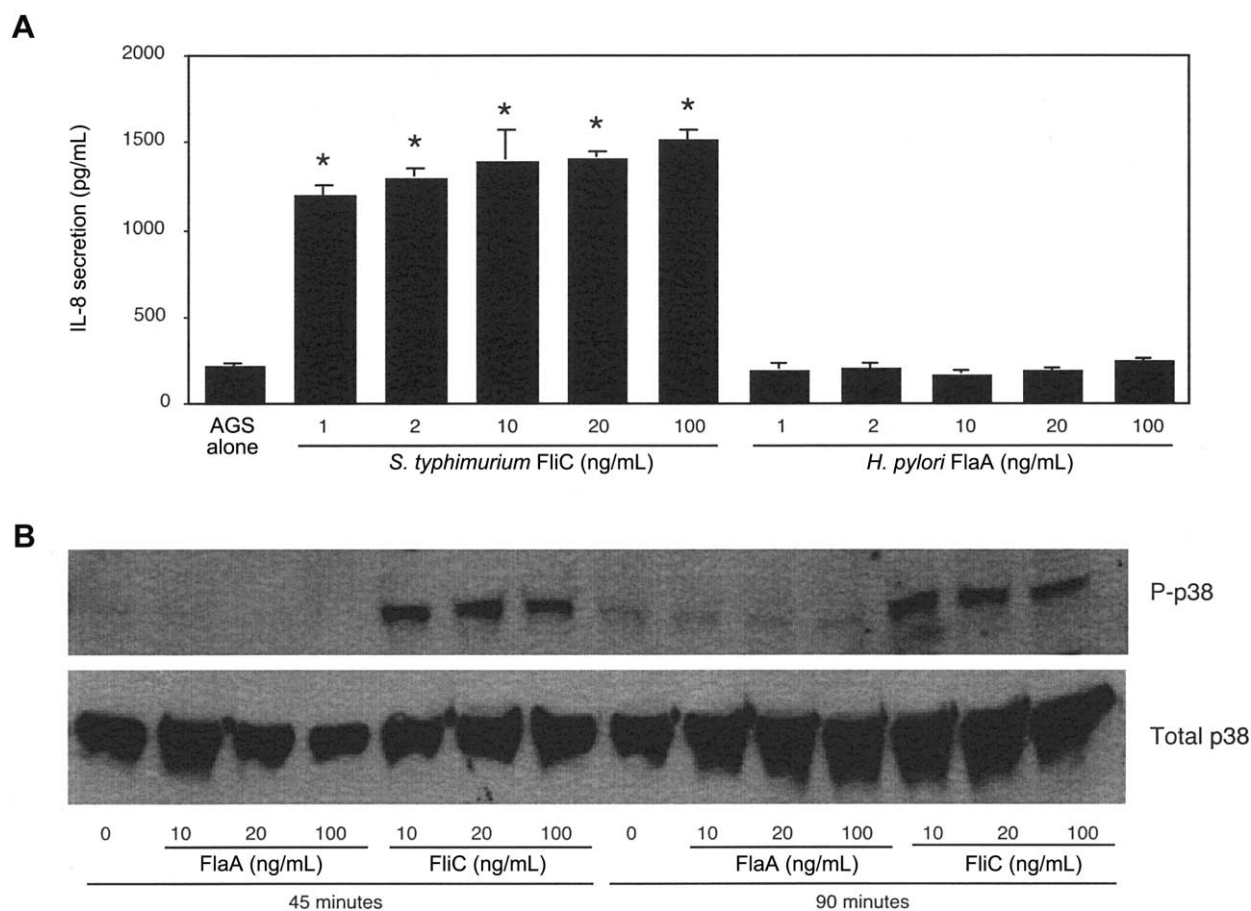 A
2000
1500
1000
500
0
IL-8 secretion (pg/mL)
* * * * *
AGS alone 1 2 10 20 100 1 2 10 20 100
S. typhimurium FliC (ng/mL) H. pylori FlaA (ng/mL)
B
P-p38
Total p38
0 10 20 100 10 20 100 0 10 20 100 10 20 100
FlaA (ng/mL) FliC (ng/mL) FlaA (ng/mL) FliC (ng/mL)
45 minutes 90 minutes